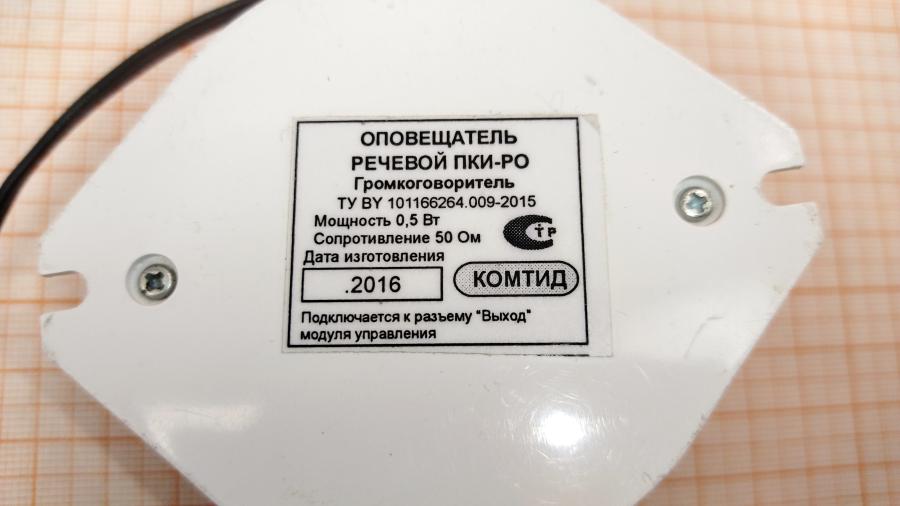 ОПОВЕЩАТЕЛЬ
РЕЧЕВОЙ ПКИ-РО
Громкоговоритель
ТУ BY 101166264.009-2015
Мощность 0,5 Вт
Сопротивление 50 Ом
Дата изготовления
.2016
СТР
КОМТИД
Подключается к разъему "Выход"
модуля управления